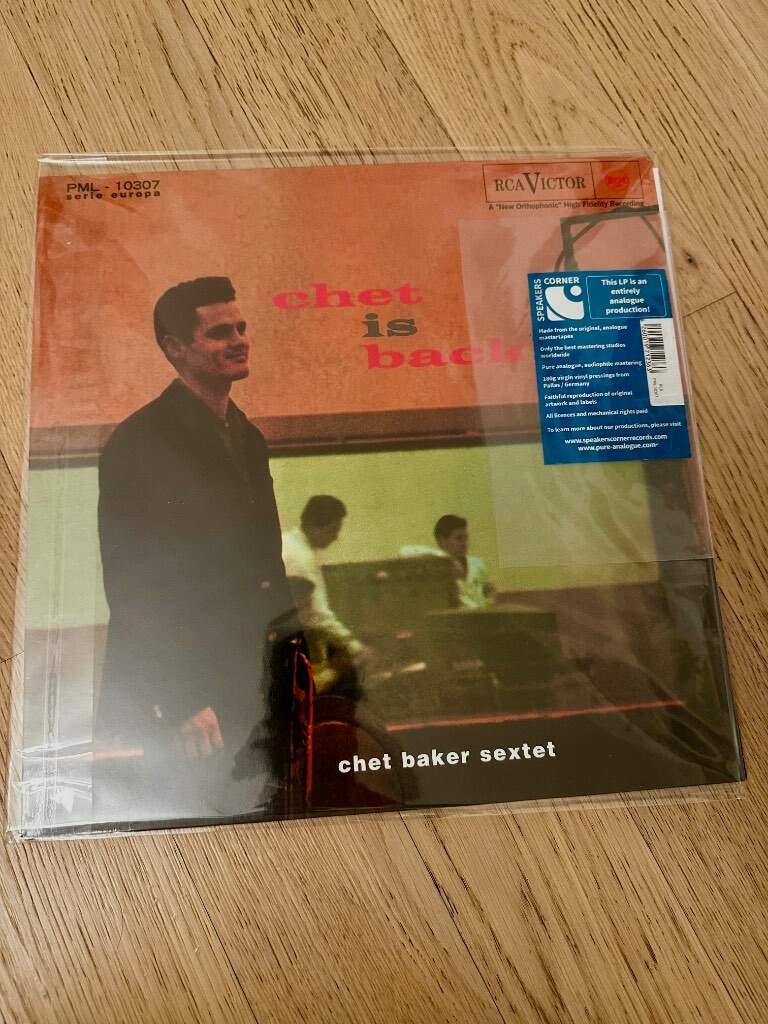 PML - 10307
serie europa
RCA VICTOR
RCA
A "New Orthophonic" High Fidelity Recording
chet
is
back
SPEAKERS
CORNER
This LP is an
entirely
analogue
production!
Made from the original, analogue
mastertapes
Only the best mastering studios
worldwide
Pure analogue, audiophile mastering
180g virgin vinyl pressings from
Pallas / Germany
Faithful reproduction of original
artwork and labels
All licences and mechanical rights paid
To learn more about our productions, please visit
www.speakerscornerrecords.com
www.pure-analogue.com
chet baker sextet